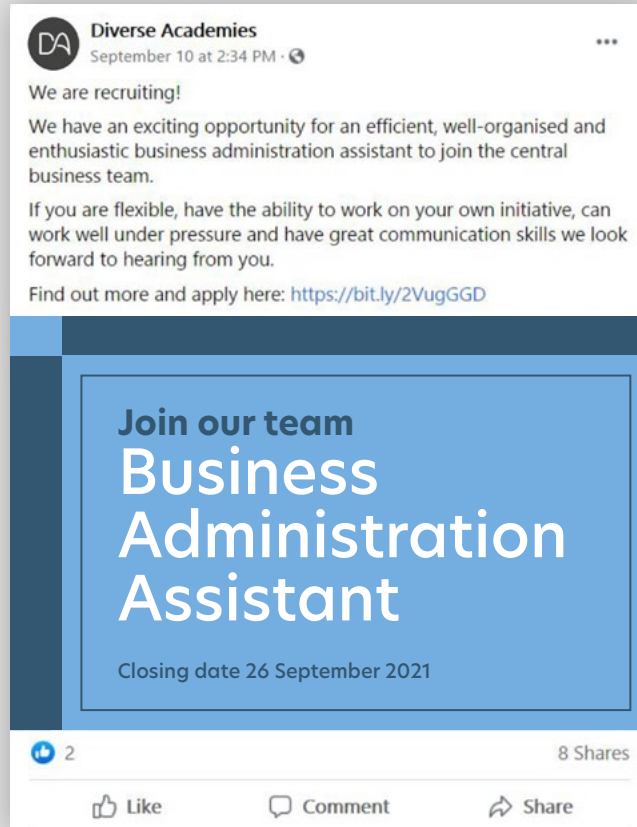 DA
Diverse Academies
September 10 at 2:34 PM ·
We are recruiting!
We have an exciting opportunity for an efficient, well-organised and
enthusiastic business administration assistant to join the central
business team.
If you are flexible, have the ability to work on your own initiative, can
work well under pressure and have great communication skills we look
forward to hearing from you.
Find out more and apply here: https://bit.ly/2VugGGD
Join our team
Business
Administration
Assistant
Closing date 26 September 2021
2 8 Shares
Like Comment Share